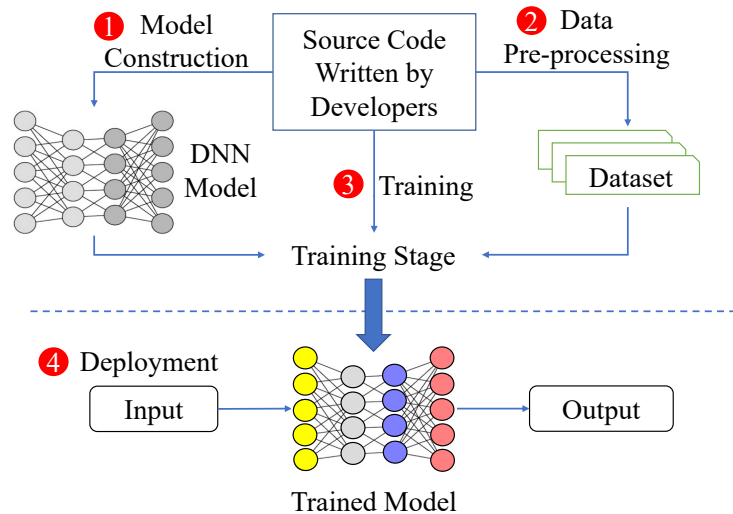 1 Model
Construction
Source Code
Written by
Developers
2 Data
Pre-processing
DNN
Model
3 Training
Dataset
Training Stage
4 Deployment
Input
Output
Trained Model